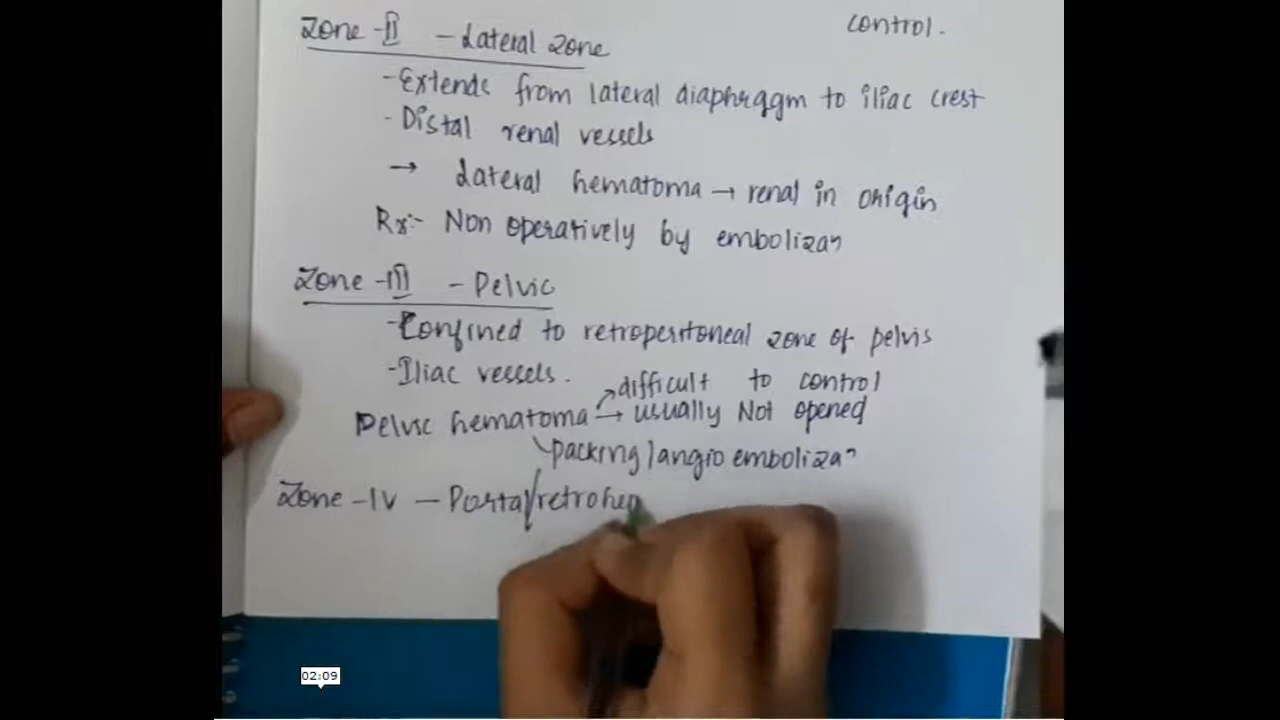 control.
Zone - II - Lateral zone
- Extends from lateral diaphragm to iliac crest
- Distal renal vessels
→ Lateral hematoma → renal in origin
Rx:- Non operatively by embolizaⁿ
Zone - III - Pelvic
- Confined to retroperitoneal zone of pelvis
- Iliac vessels.
difficult to control
Pelvic hematoma → usually Not opened
packing/angio embolizaⁿ
Zone - IV - Portal/retrohep
02:09